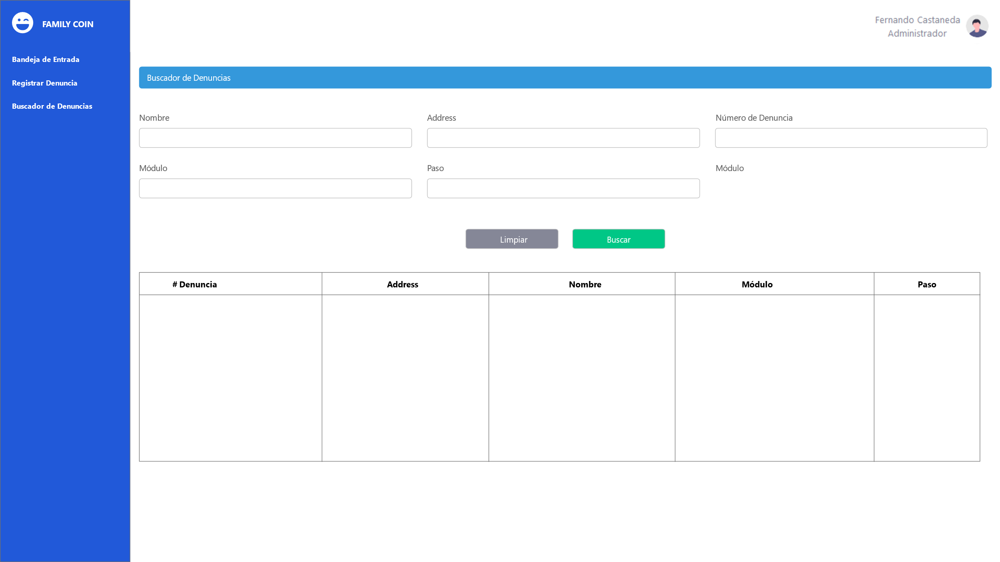 FAMILY COIN
Fernando Castaneda
Administrador
Bandeja de Entrada
Registrar Denuncia
Buscador de Denuncias
Buscador de Denuncias
Nombre
Address
Número de Denuncia
Módulo
Paso
Módulo
Limpiar
Buscar
# Denuncia
Address
Nombre
Módulo
Paso